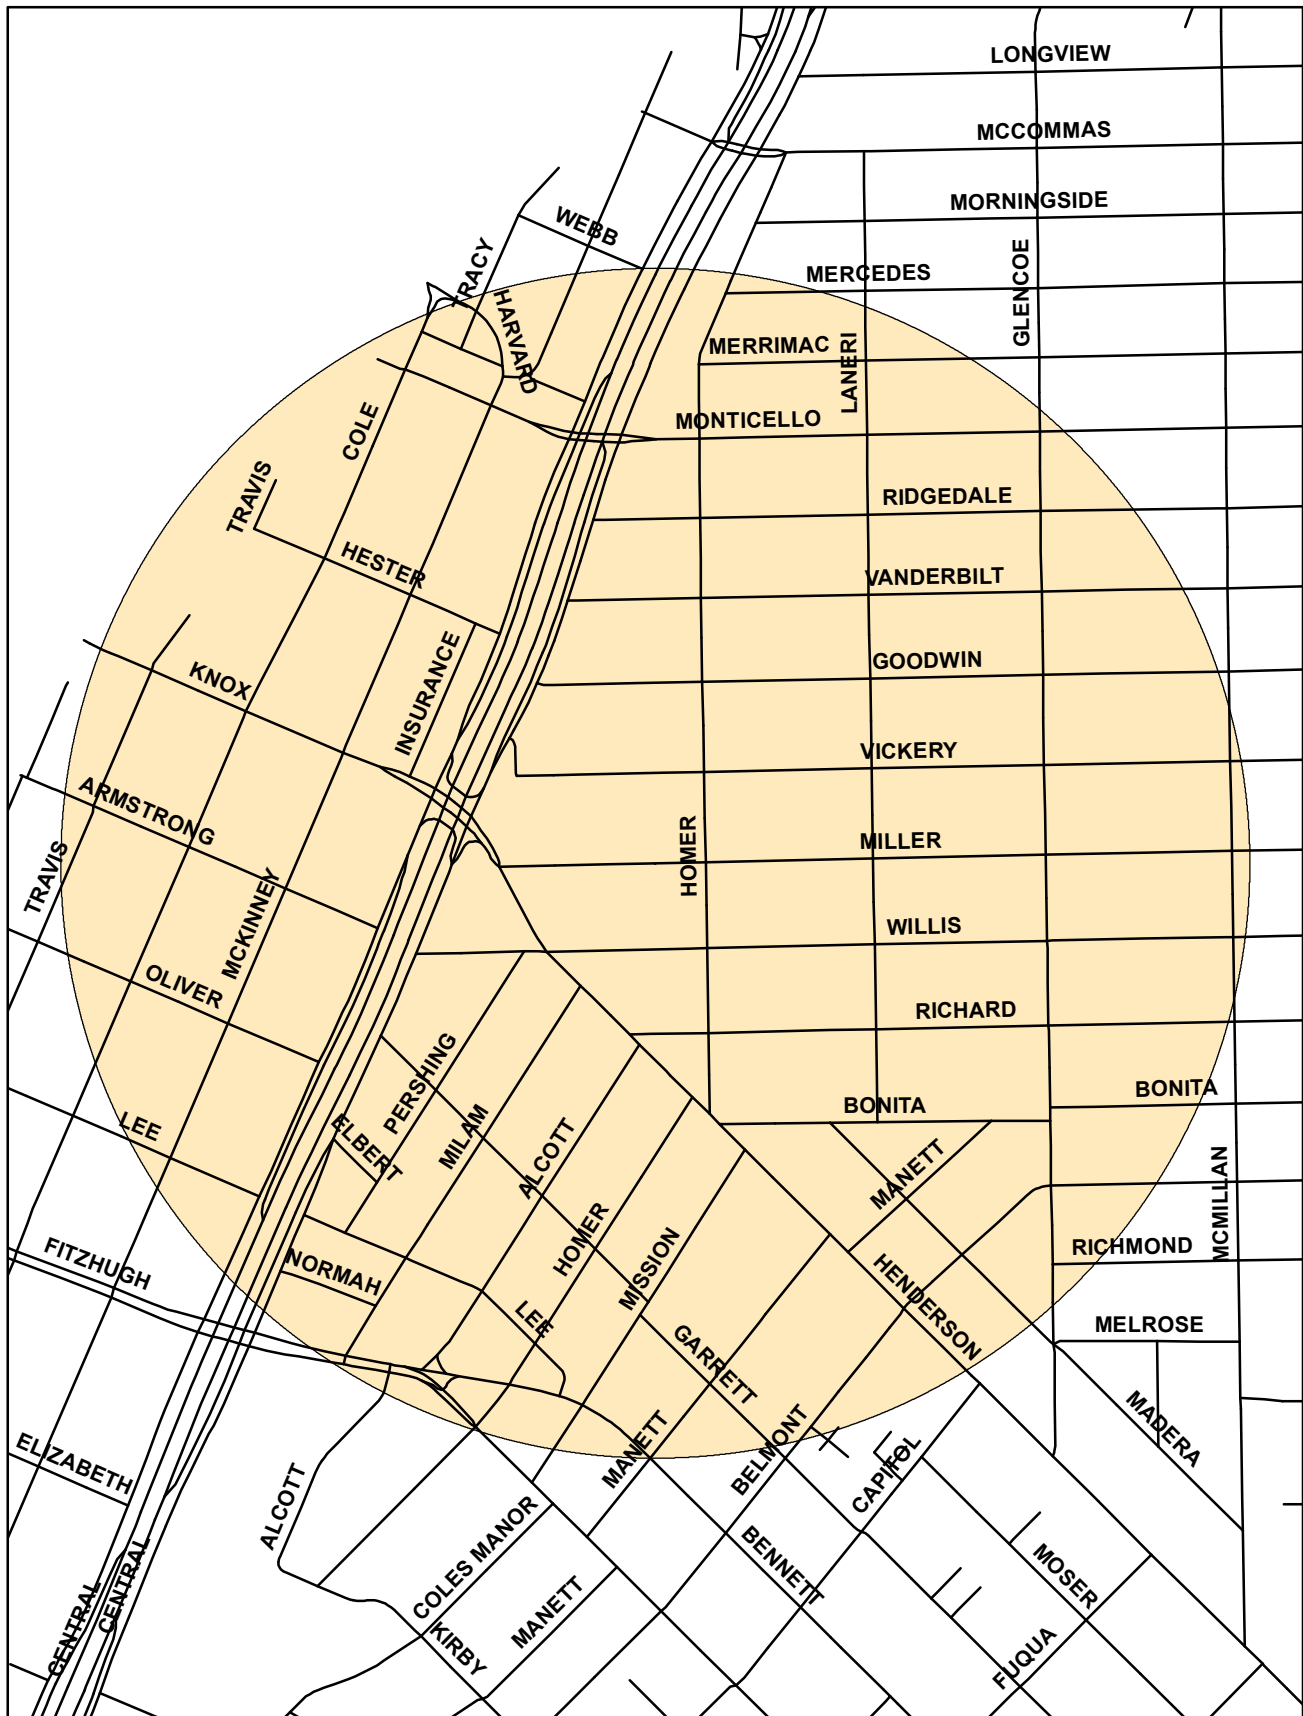 LONGVIEW
MCCOMMAS
MORNINGSIDE
WEBB
TRACY
MERCEDES
GLENCOE
HARVARD
MERRIMAC
LANERI
COLE
MONTICELLO
TRAVIS
RIDGEDALE
HESTER
VANDERBILT
KNOX
INSURANCE
GOODWIN
VICKERY
ARMSTRONG
MILLER
HOMER
TRAVIS
MCKINNEY
WILLIS
OLIVER
RICHARD
PERSHING
BONITA
BONITA
LEE
ELBERT
MILAM
ALCOTT
MANETT
MCMILLAN
HOMER
RICHMOND
FITZHUGH
NORMAH
MISSION
HENDERSON
LEE
MELROSE
GARRETT
MADERA
ELIZABETH
MANETT
BELMONT
CAPITOL
ALCOTT
COLES MANOR
BENNETT
MOSER
CENTRAL
CENTRAL
MANETT
KIRBY
FUQUA